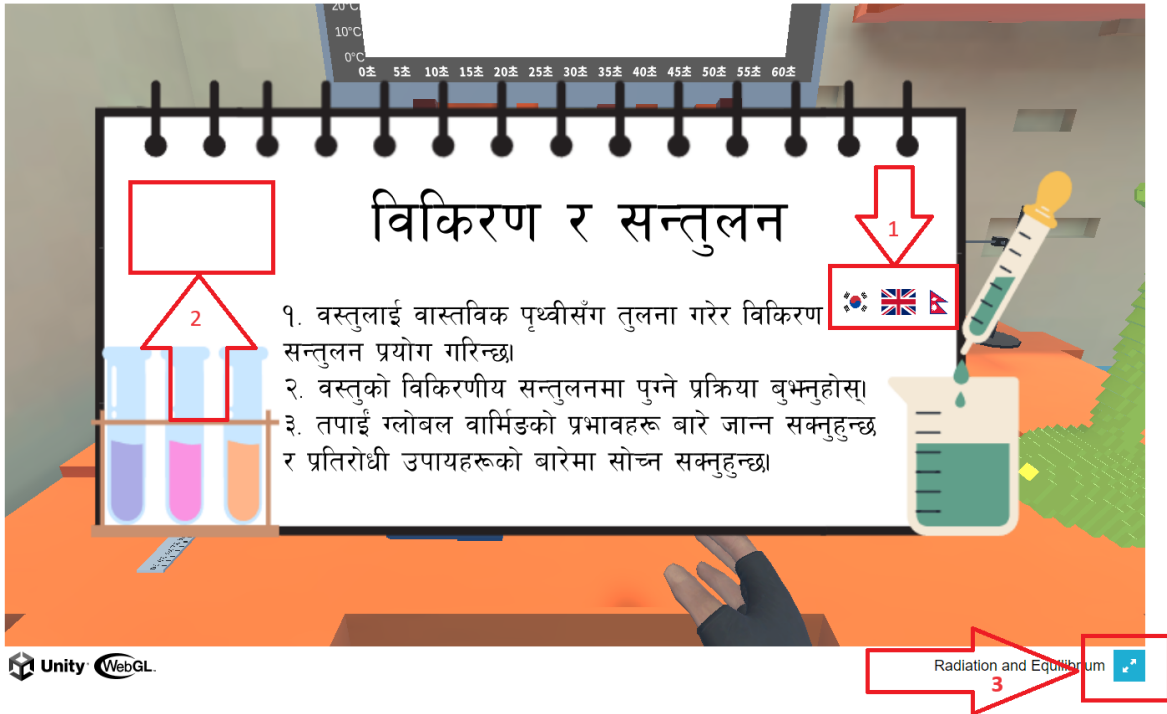 20°C
10°C
0°C
0초 5초 10초 15초 20초 25초 30초 35초 40초 45초 50초 55초 60초
विकिरण र सन्तुलन
1
2
१. वस्तुलाई वास्तविक पृथ्वीसँग तुलना गरेर विकिरण
सन्तुलन प्रयोग गरिन्छ।
२. वस्तुको विकिरणीय सन्तुलनमा पुग्ने प्रक्रिया बुझ्नुहोस्।
३. तपाईं ग्लोबल वार्मिङको प्रभावहरू बारे जान्न सक्नुहुन्छ
र प्रतिरोधी उपायहरूको बारेमा सोच्न सक्नुहुन्छ।
Unity WebGL.
Radiation and Equilibrium
3